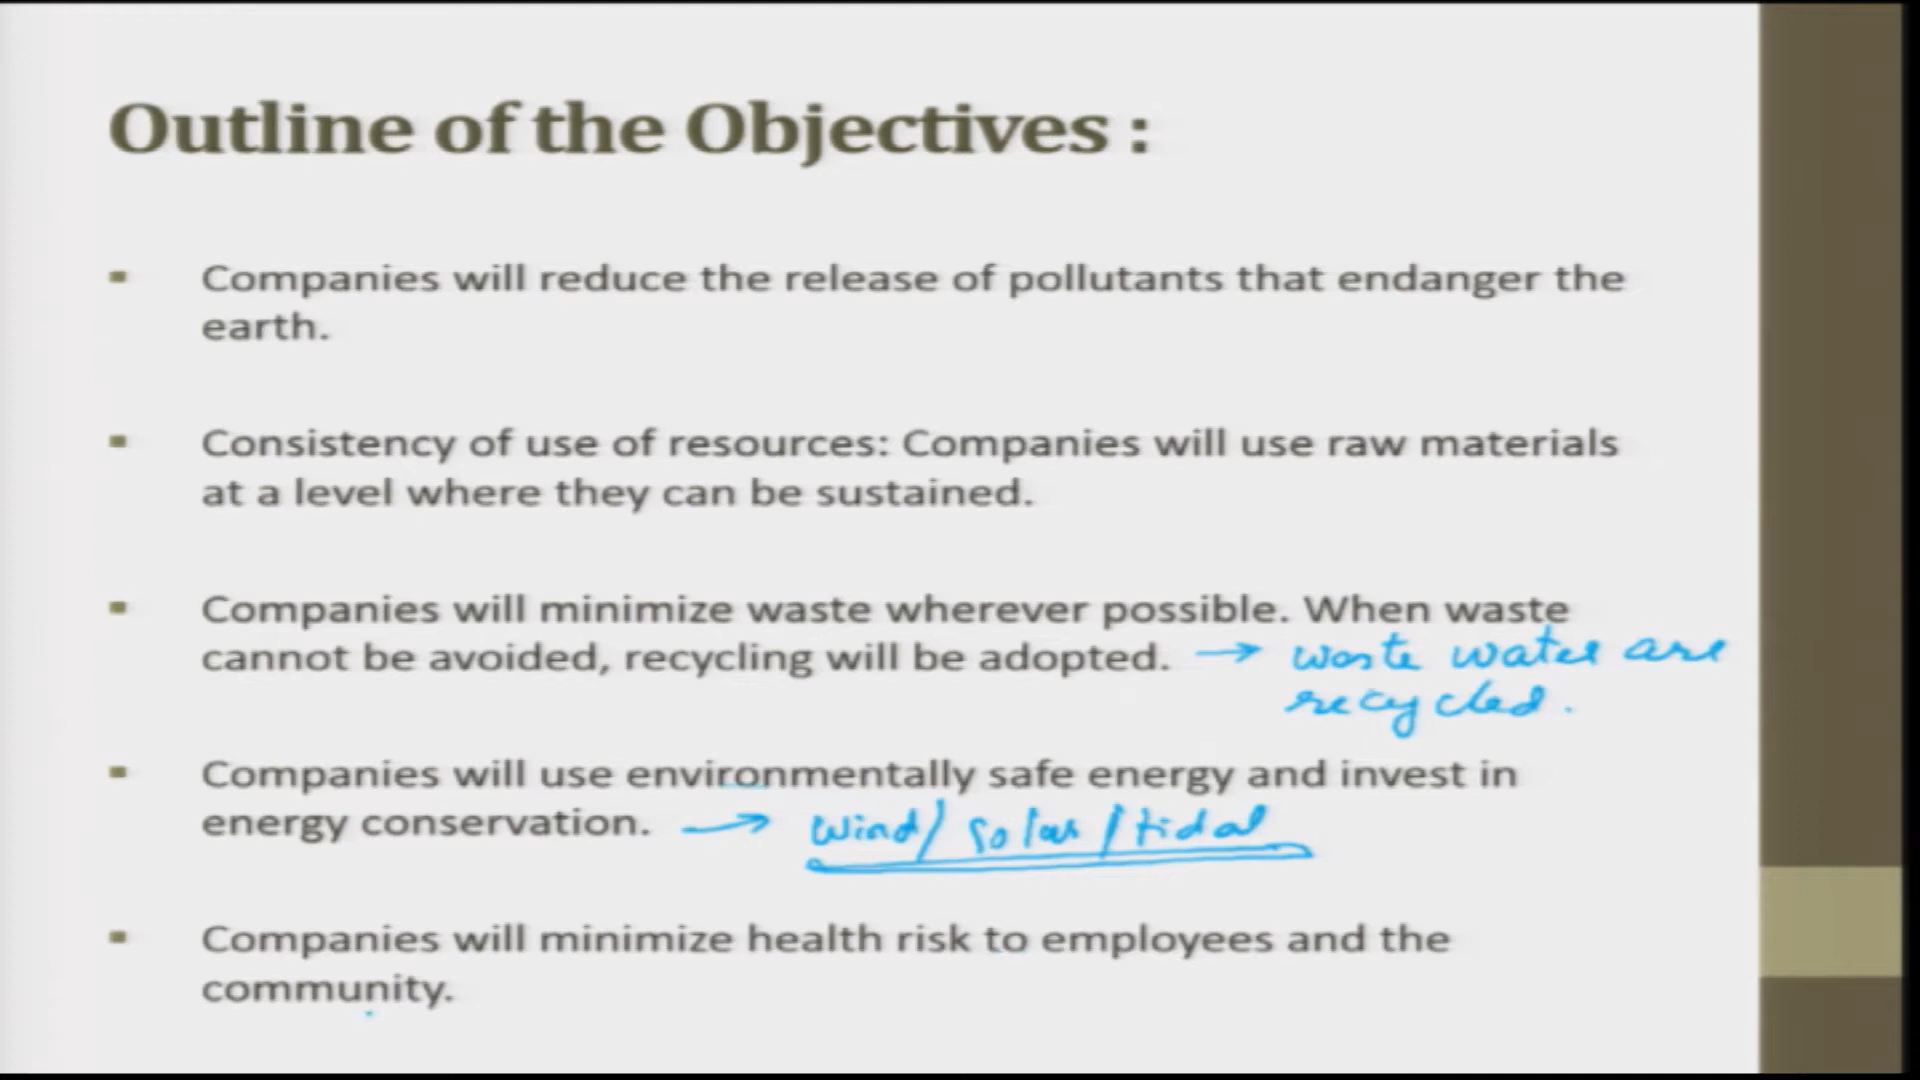 Outline of the Objectives :
Companies will reduce the release of pollutants that endanger the
earth.
Consistency of use of resources: Companies will use raw materials
at a level where they can be sustained.
Companies will minimize waste wherever possible. When waste
cannot be avoided, recycling will be adopted. → waste water are
recycled.
Companies will use environmentally safe energy and invest in
energy conservation. → wind/ solar / tidal
Companies will minimize health risk to employees and the
community.